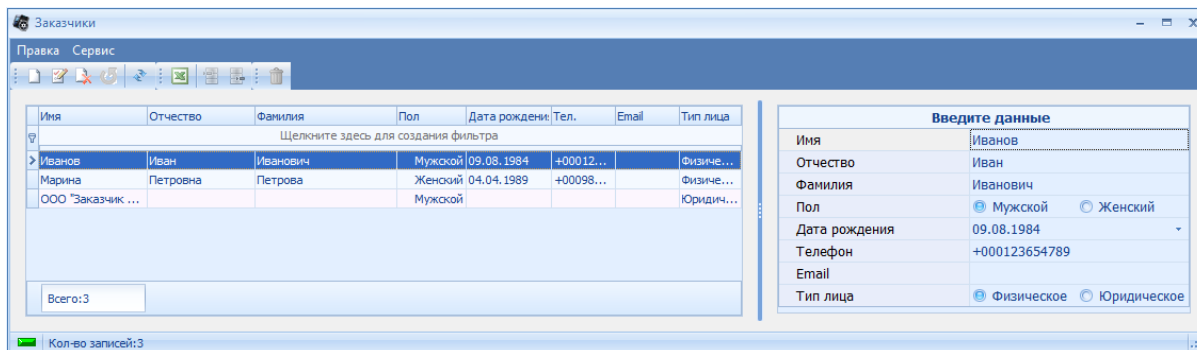 Заказчики
Правка Сервис
Имя Отчество Фамилия Пол Дата рождени: Тел. Email Тип лица
Щелкните здесь для создания фильтра
Иванов Иван Иванович Мужской 09.08.1984 +00012... Физиче...
Марина Петровна Петрова Женский 04.04.1989 +00098... Физиче...
ООО "Заказчик ... Мужской Юридич...
Всего:3
Введите данные
Имя Иванов
Отчество Иван
Фамилия Иванович
Пол Мужской Женский
Дата рождения 09.08.1984
Телефон +000123654789
Email
Тип лица Физическое Юридическое
Кол-во записей:3